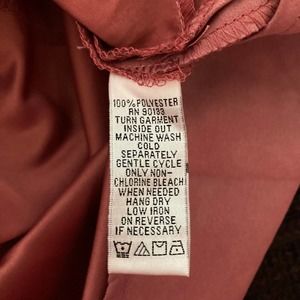 100% POLYESTER
RN 90133
TURN GARMENT
INSIDE OUT
MACHINE WASH
COLD
SEPARATELY
GENTLE CYCLE
ONLY NON-
CHLORINE BLEACH
WHEN NEEDED
HANG DRY
LOW IRON
ON REVERSE
IF NECESSARY